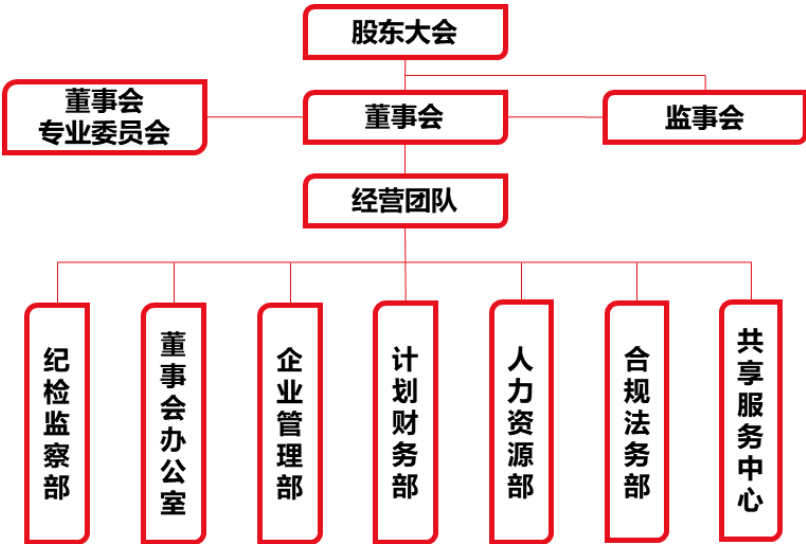 股东大会
董事会
专业委员会
董事会
监事会
经营团队
纪检监察部
董事会办公室
企业管理部
计划财务部
人力资源部
合规法务部
共享服务中心